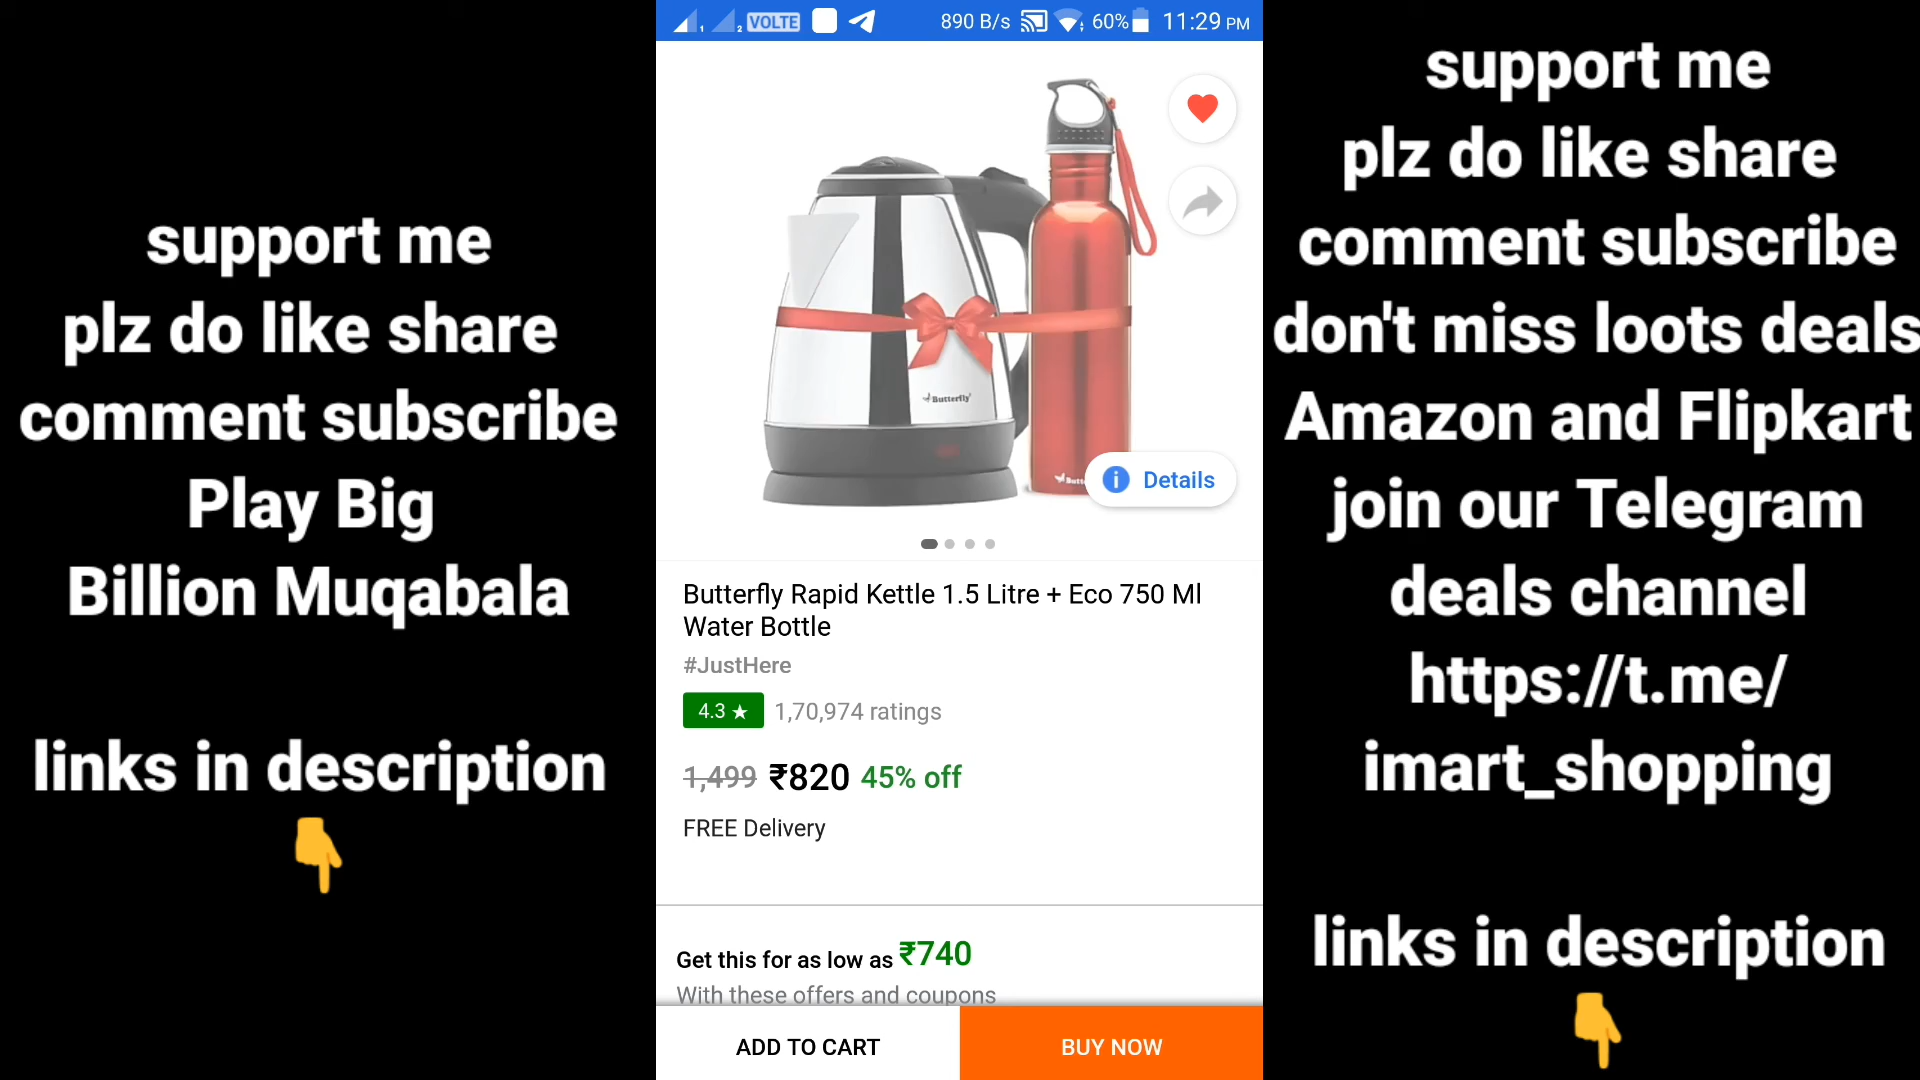 support me
plz do like share
comment subscribe
Play Big
Billion Muqabala
links in description
1 2 VOLTE 890 B/s 60% 11:29 PM
Butterfly
Details
Butterfly Rapid Kettle 1.5 Litre + Eco 750 Ml
Water Bottle
#JustHere
4.3 ★ 1,70,974 ratings
1,499 ₹820 45% off
FREE Delivery
Get this for as low as ₹740
With these offers and coupons
ADD TO CART BUY NOW
support me
plz do like share
comment subscribe
don't miss loots deals
Amazon and Flipkart
join our Telegram
deals channel
https://t.me/
imart_shopping
links in description